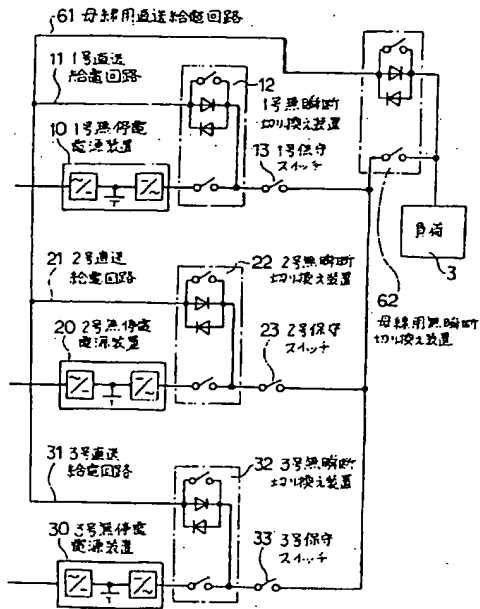 61 母線用直送給電回路
11 1号直送
給電回路
12
1号無瞬断
切り換え装置
10 1号無停電
電源装置
13 1号保守
スイッチ
負荷
3
62
母線用無瞬断
切り換え装置
21 2号直送
給電回路
22 2号無瞬断
切り換え装置
20 2号無停電
電源装置
23 2号保守
スイッチ
31 3号直送
給電回路
32 3号無瞬断
切り換え装置
30 3号無停電
電源装置
33 3号保守
スイッチ